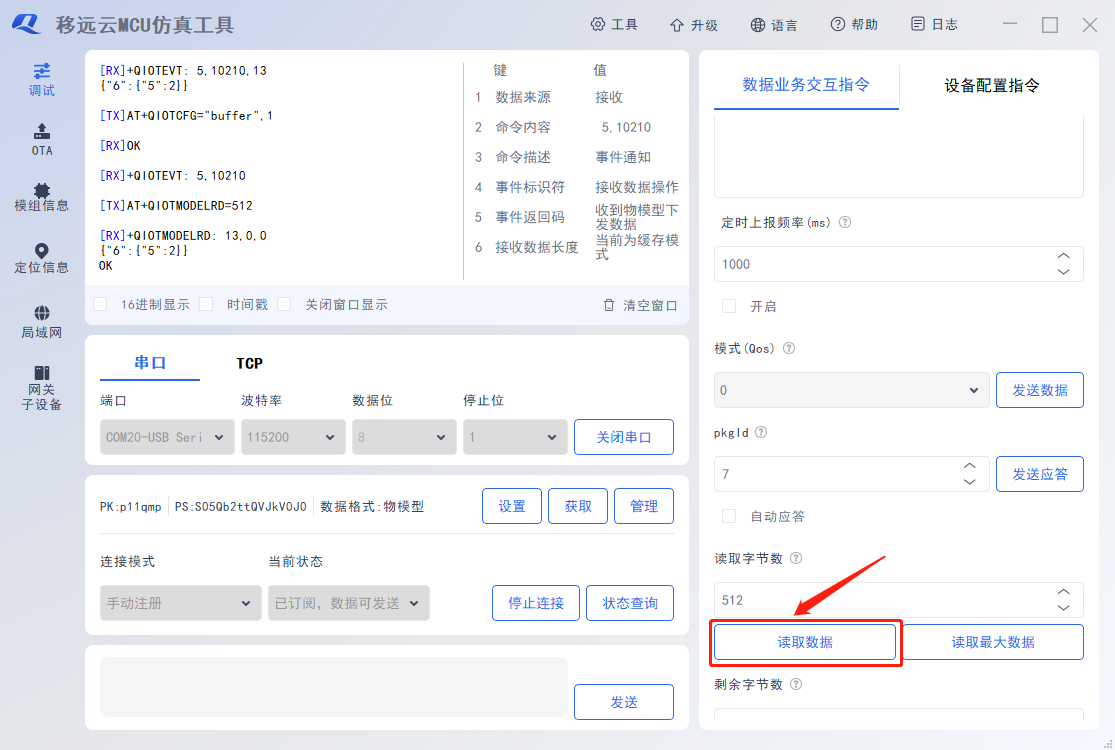 移远云MCU仿真工具
工具
升级
语言
帮助
日志
调试
OTA
模组信息
定位信息
局域网
网关
子设备
[RX]+QIOTEVT: 5,10210,13
{"6":{"5":2}}
[TX]AT+QIOTCFG="buffer",1
[RX]OK
[RX]+QIOTEVT: 5,10210
[TX]AT+QIOTMODELRD=512
[RX]+QIOTMODELRD: 13,0,0
{"6":{"5":2}}
OK
键 值
1 数据来源 接收
2 命令内容 5,10210
3 命令描述 事件通知
4 事件标识符 接收数据操作
5 事件返回码 收到物模型下
发数据
6 接收数据长度 当前为缓存模
式
16进制显示 时间戳 关闭窗口显示 清空窗口
串口 TCP
端口 波特率 数据位 停止位
COM20-USB Seri 115200 8 1 关闭串口
PK:p11qmp PS:S05Qb2ttQVJkV0J0 数据格式:物模型 设置 获取 管理
连接模式 当前状态
手动注册 已订阅，数据可发送 停止连接 状态查询
发送
数据业务交互指令 设备配置指令
定时上报频率(ms) ?
1000
开启
模式(Qos) ?
0 发送数据
pkgId ?
7 发送应答
自动应答
读取字节数 ?
512
读取数据 读取最大数据
剩余字节数 ?